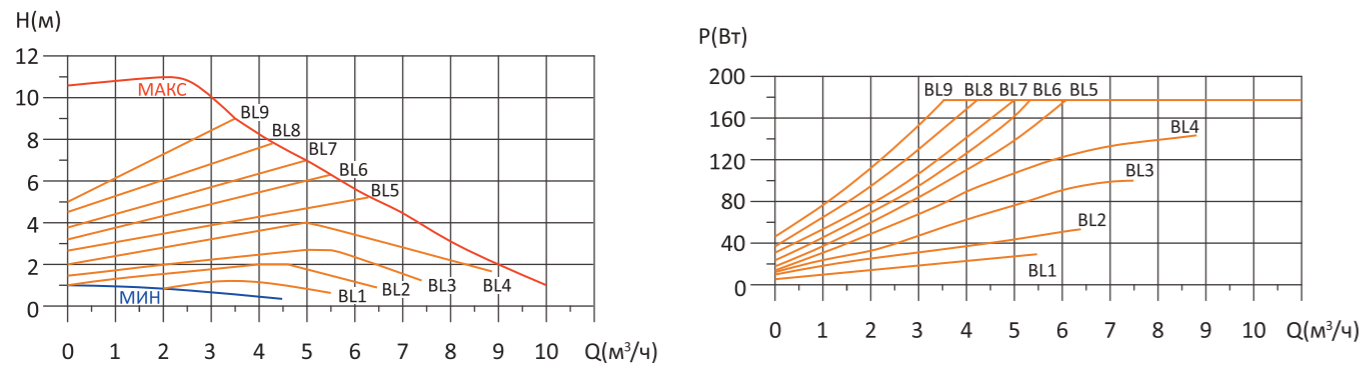 H(м)
12
10
8
6
4
2
0
МАКС
BL9
BL8
BL7
BL6
BL5
BL4
BL3
BL2
BL1
МИН
0 1 2 3 4 5 6 7 8 9 10 Q(м³/ч)
P(Вт)
200
160
120
80
40
0
BL9 BL8 BL7 BL6 BL5
BL4
BL3
BL2
BL1
0 1 2 3 4 5 6 7 8 9 10 Q(м³/ч)